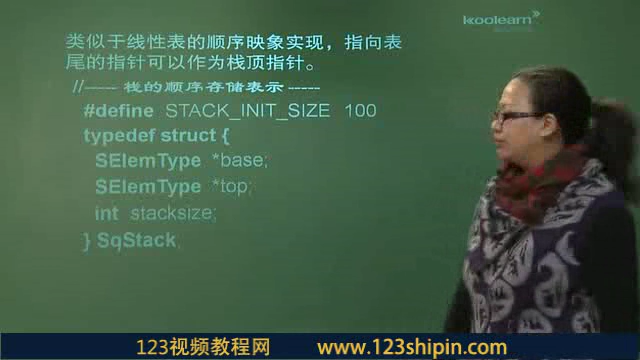 koolearn
类似于线性表的顺序映象实现，指向表
尾的指针可以作为栈顶指针。
//----- 栈的顺序存储表示 -----
#define STACK_INIT_SIZE 100
typedef struct {
SElemType *base;
SElemType *top;
int stacksize;
} SqStack;
123视频教程网 www.123shipin.com